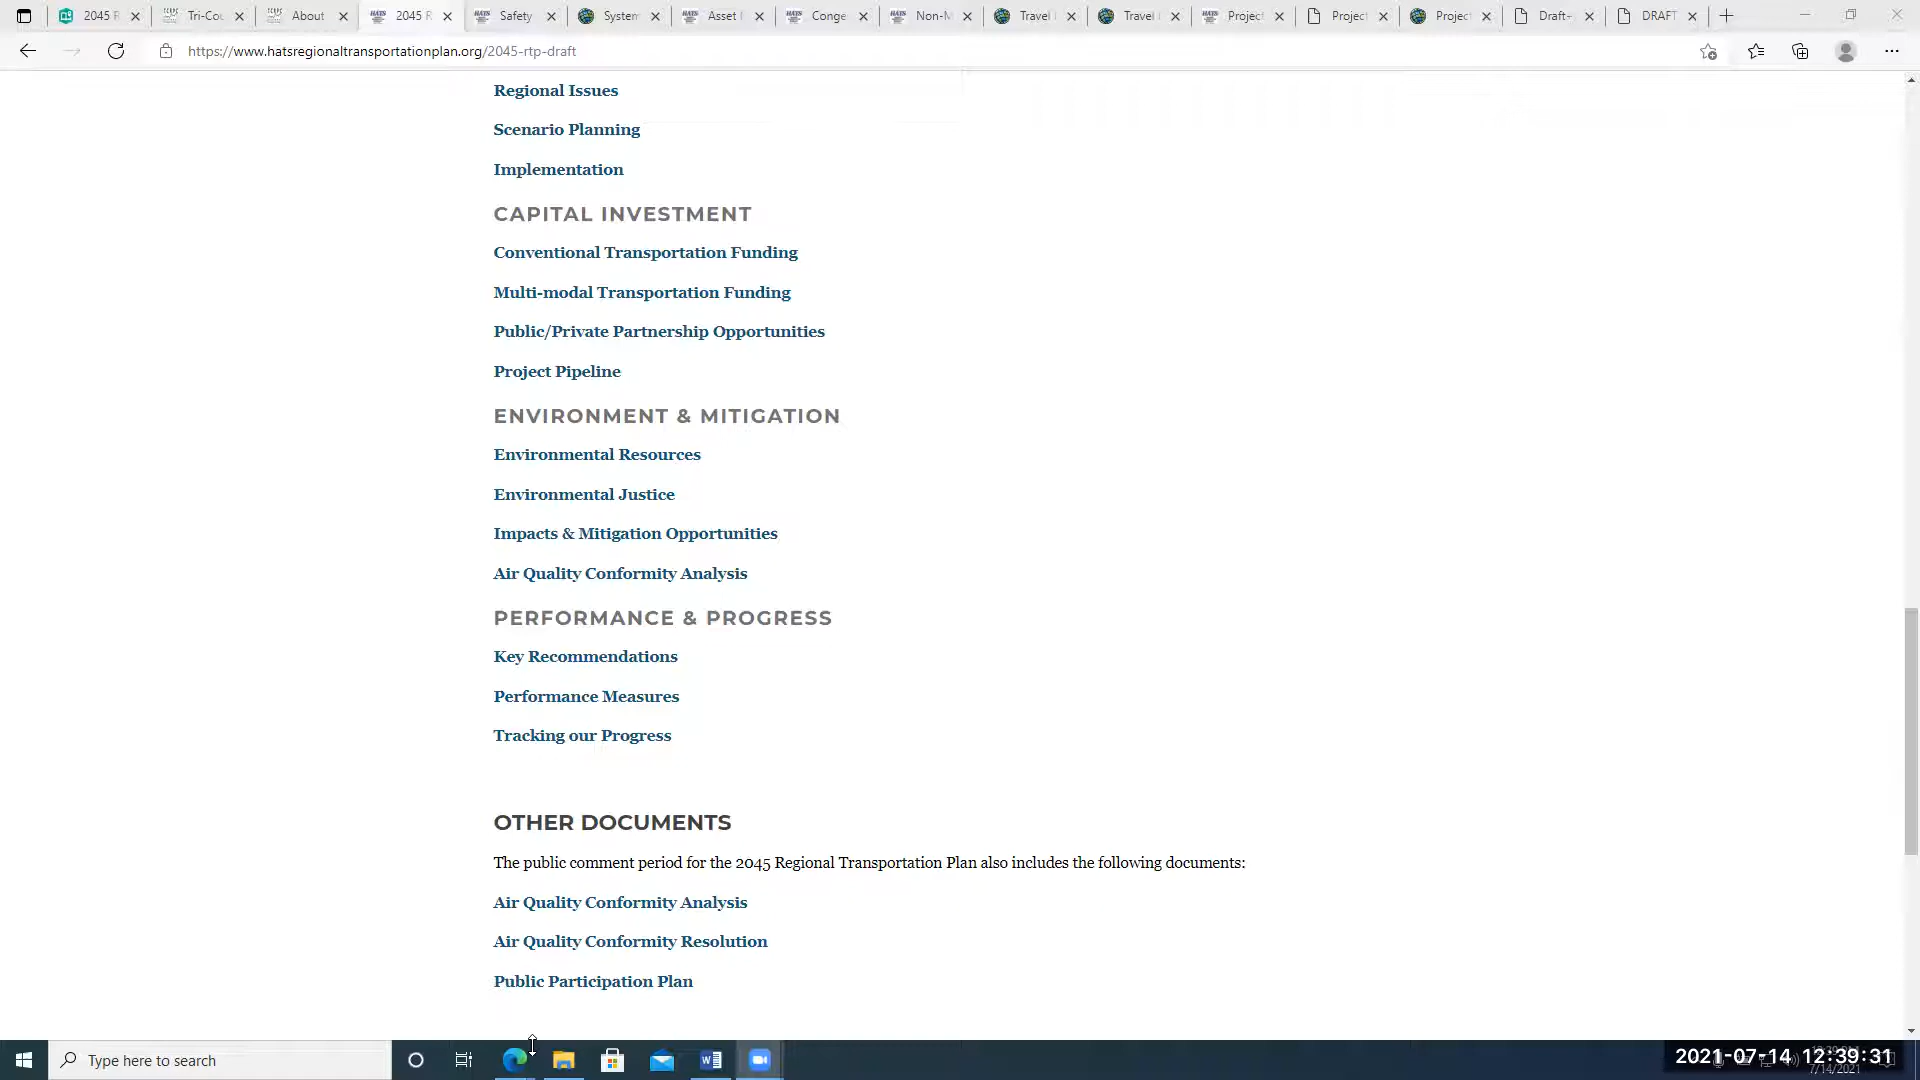 2045 R
Tri-Cou
About
2045 R
Safety
System
Asset
Conge
Non-M
Travel
Travel
Project
Project
Project
Draft-
DRAFT
https://www.hatsregionaltransportationplan.org/2045-rtp-draft
Regional Issues
Scenario Planning
Implementation
CAPITAL INVESTMENT
Conventional Transportation Funding
Multi-modal Transportation Funding
Public/Private Partnership Opportunities
Project Pipeline
ENVIRONMENT & MITIGATION
Environmental Resources
Environmental Justice
Impacts & Mitigation Opportunities
Air Quality Conformity Analysis
PERFORMANCE & PROGRESS
Key Recommendations
Performance Measures
Tracking our Progress
OTHER DOCUMENTS
The public comment period for the 2045 Regional Transportation Plan also includes the following documents:
Air Quality Conformity Analysis
Air Quality Conformity Resolution
Public Participation Plan
Type here to search
2021-07-14 12:39:31
7/14/2021